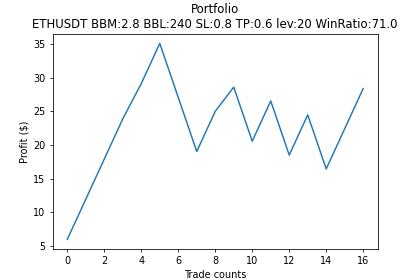 Portfolio
ETHUSDT BBM:2.8 BBL:240 SL:0.8 TP:0.6 lev:20 WinRatio:71.0
35
30
25
20
15
10
5
Profit ($)
0 2 4 6 8 10 12 14 16
Trade counts